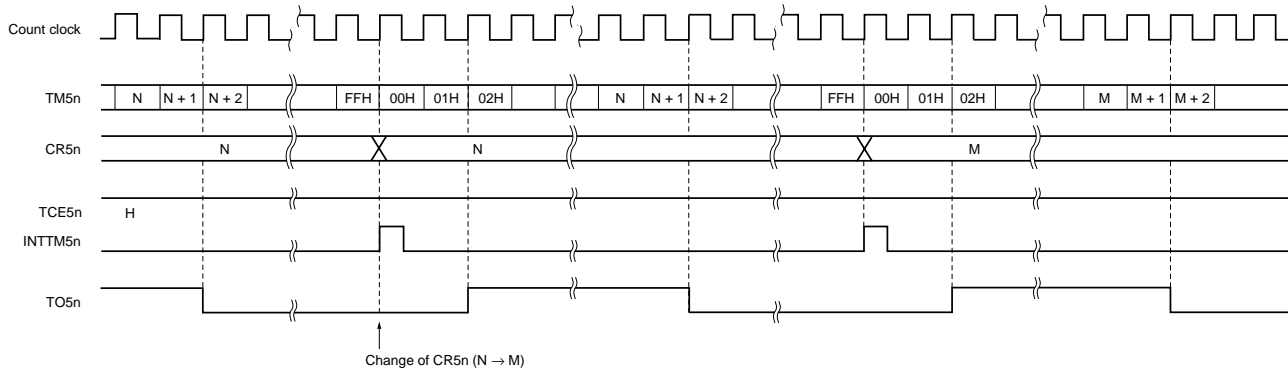 Count clock
TM5n N N + 1 N + 2 FFH 00H 01H 02H N N + 1 N + 2 FFH 00H 01H 02H M M + 1 M + 2
CR5n N N M
TCE5n
H
INTTM5n
TO5n
Change of CR5n (N → M)